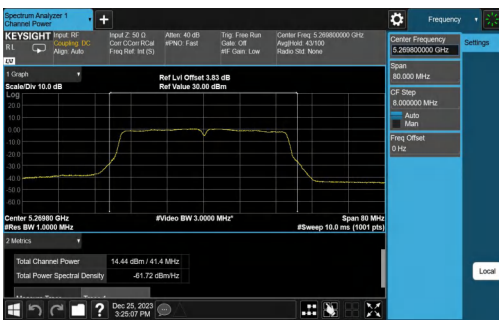 Spectrum Analyzer 1
Channel Power
Frequency
KEYSIGHT Input: RF
R L
Coupling: DC
Align: Auto
Input Z: 50 Ω
Corr CCorr RCal
Freq Ref: Int (S)
Atten: 40 dB
#PNO: Fast
Trig: Free Run
Gate: Off
#IF Gain: Low
Center Freq: 5.269800000 GHz
Avg|Hold: 43/100
Radio Std: None
Center Frequency
5.269800000 GHz
Settings
Span
80.000 MHz
CF Step
8.000000 MHz
Auto
Man
Freq Offset
0 Hz
1 Graph
Scale/Div 10.0 dB
Ref Lvl Offset 3.83 dB
Ref Value 30.00 dBm
Log
20.0
10.0
0.00
-10.0
-20.0
-30.0
-40.0
-50.0
-60.0
Center 5.26980 GHz
#Res BW 1.0000 MHz
#Video BW 3.0000 MHz*
Span 80 MHz
#Sweep 10.0 ms (1001 pts)
2 Metrics
Total Channel Power 14.44 dBm / 41.4 MHz
Total Power Spectral Density -61.72 dBm/Hz
Local
?
Dec 25, 2023
3:25:07 PM